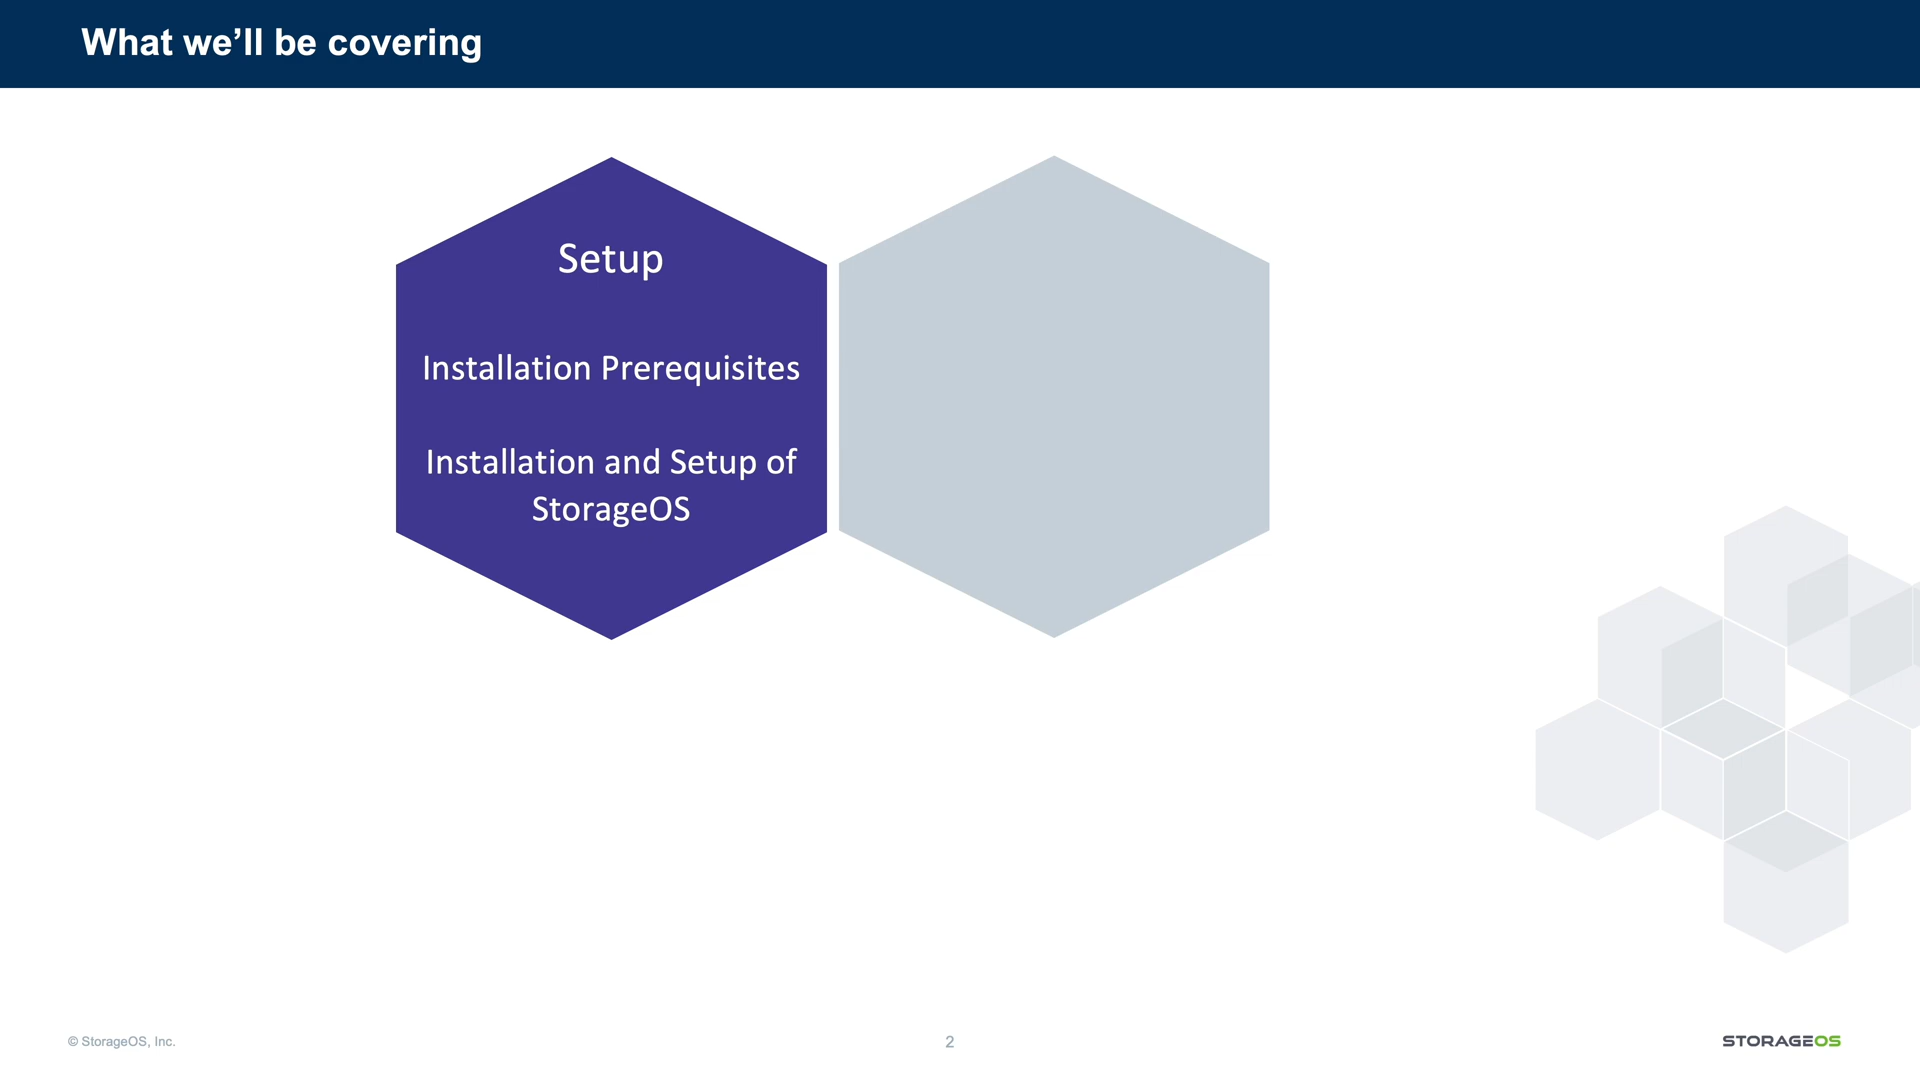 What we’ll be covering
Setup
Installation Prerequisites
Installation and Setup of
StorageOS
© StorageOS, Inc.
2
STORAGEOS